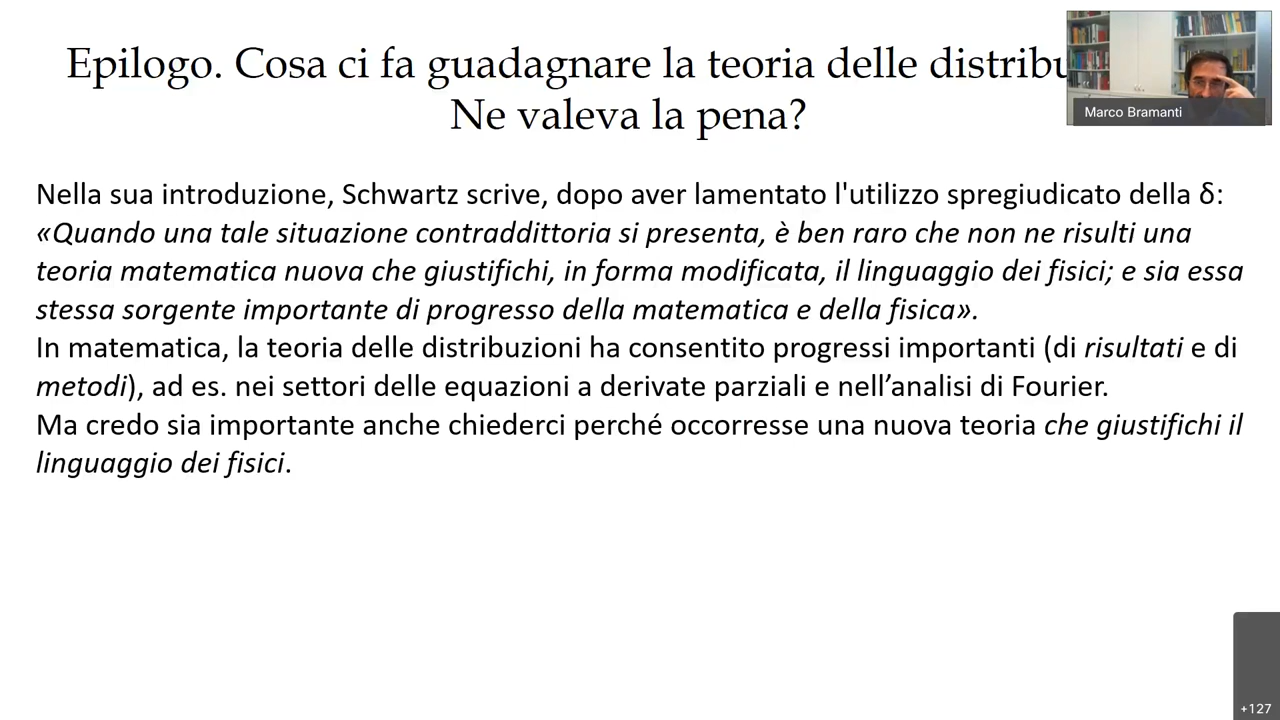 Epilogo. Cosa ci fa guadagnare la teoria delle
Ne valeva la pena?
Marco Bramanti
Nella sua introduzione, Schwartz scrive, dopo aver lamentato l'utilizzo spregiudicato della δ:
«Quando una tale situazione contraddittoria si presenta, è ben raro che non ne risulti una
teoria matematica nuova che giustifichi, in forma modificata, il linguaggio dei fisici; e sia essa
stessa sorgente importante di progresso della matematica e della fisica».
In matematica, la teoria delle distribuzioni ha consentito progressi importanti (di risultati e di
metodi), ad es. nei settori delle equazioni a derivate parziali e nell’analisi di Fourier.
Ma credo sia importante anche chiederci perché occorresse una nuova teoria che giustifichi il
linguaggio dei fisici.
+127